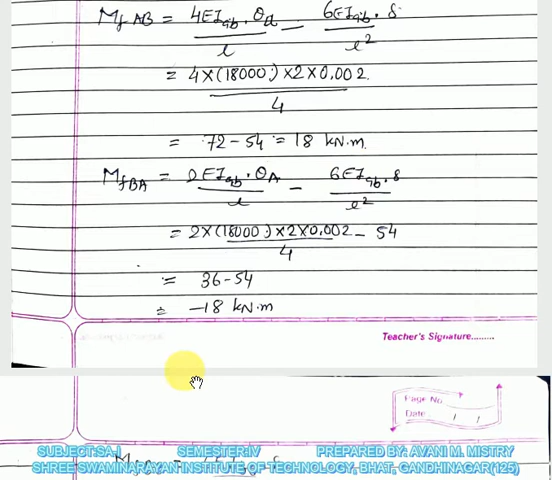 MfAB = 4EIab.θa/l − 6EIab.δ/l²
= 4×(18000)×2×0.002/4
= 72−54 = 18 kN.m.
MfBA = 2EIab.θA/l − 6EIab.δ/l²
= 2×(18000)×2×0.002/4 − 54
= 36−54
= −18 kN.m
Teacher's Signature.........
Page No
Date / /
SUBJECT:SA-I SEMESTER:IV PREPARED BY: AVANI M. MISTRY
SHREE SWAMINARAYAN INSTITUTE OF TECHNOLOGY, BHAT, GANDHINAGAR(125)